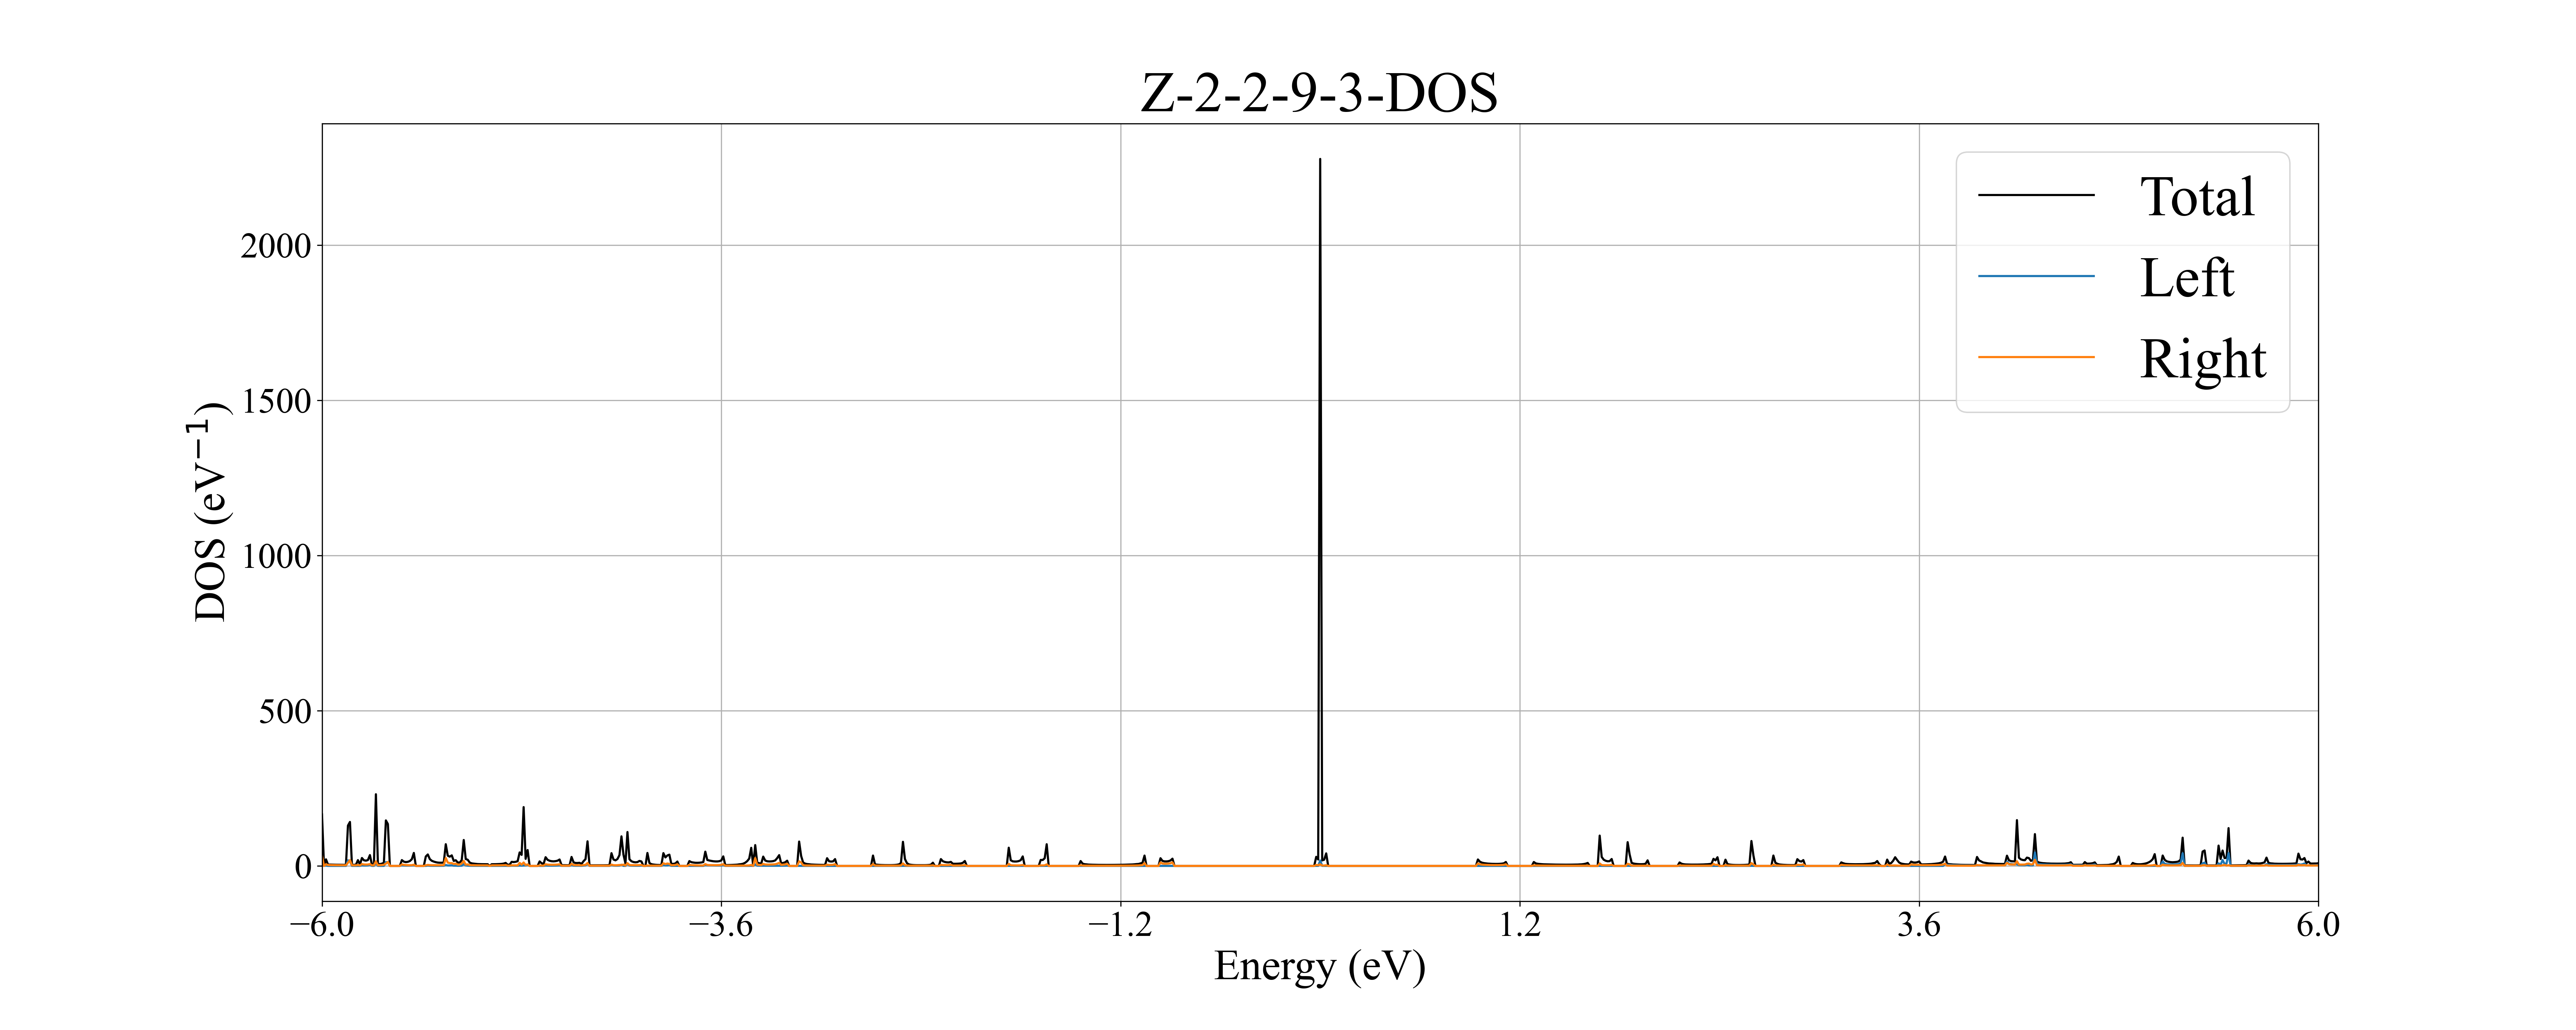 Z-2-2-9-3-DOS
Total
Left
Right
2000
1500
1000
500
0
DOS (eV⁻¹)
−6.0 −3.6 −1.2 1.2 3.6 6.0
Energy (eV)